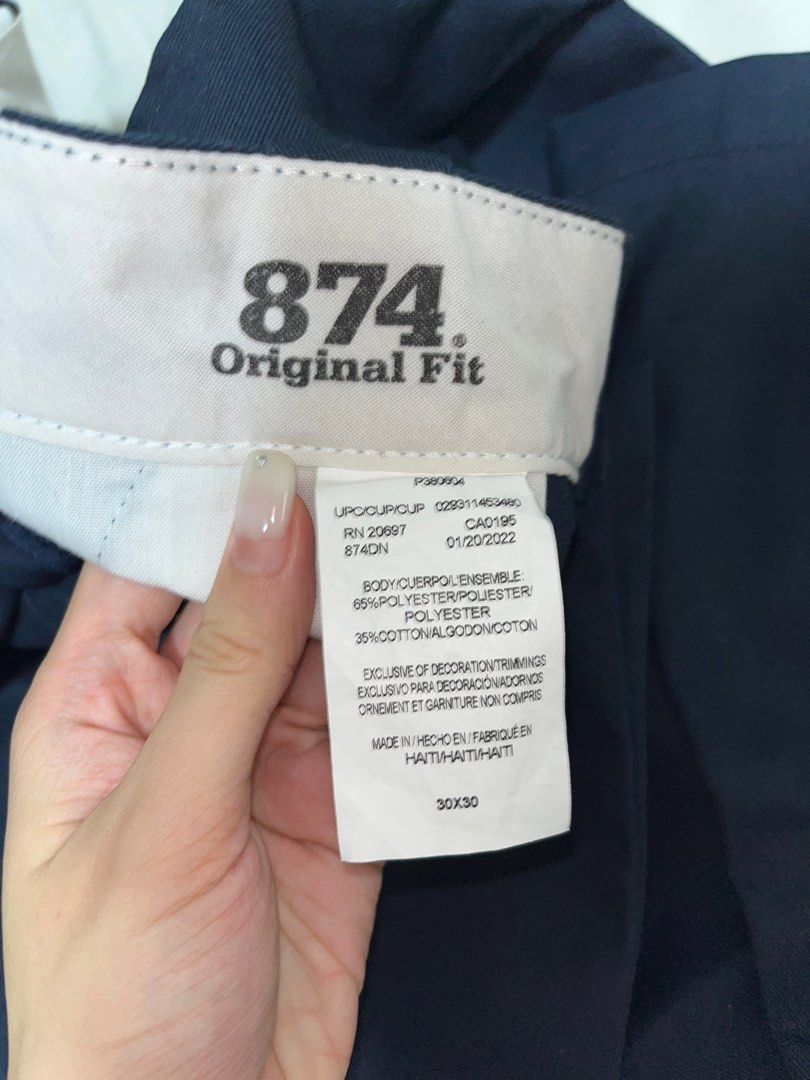 874®
Original Fit
P380604
UPC/CUP/CUP 029311453480
RN 20697 CA0195
874DN 01/20/2022
BODY/CUERPO/L'ENSEMBLE:
65%POLYESTER/POLIESTER/
POLYESTER
35%COTTON/ALGODON/COTON
EXCLUSIVE OF DECORATION/TRIMMINGS
EXCLUSIVO PARA DECORACIÓN/ADORNOS
ORNEMENT ET GARNITURE NON COMPRIS
MADE IN / HECHO EN / FABRIQUÉ EN
HAITI/HAITI/HAITI
30X30